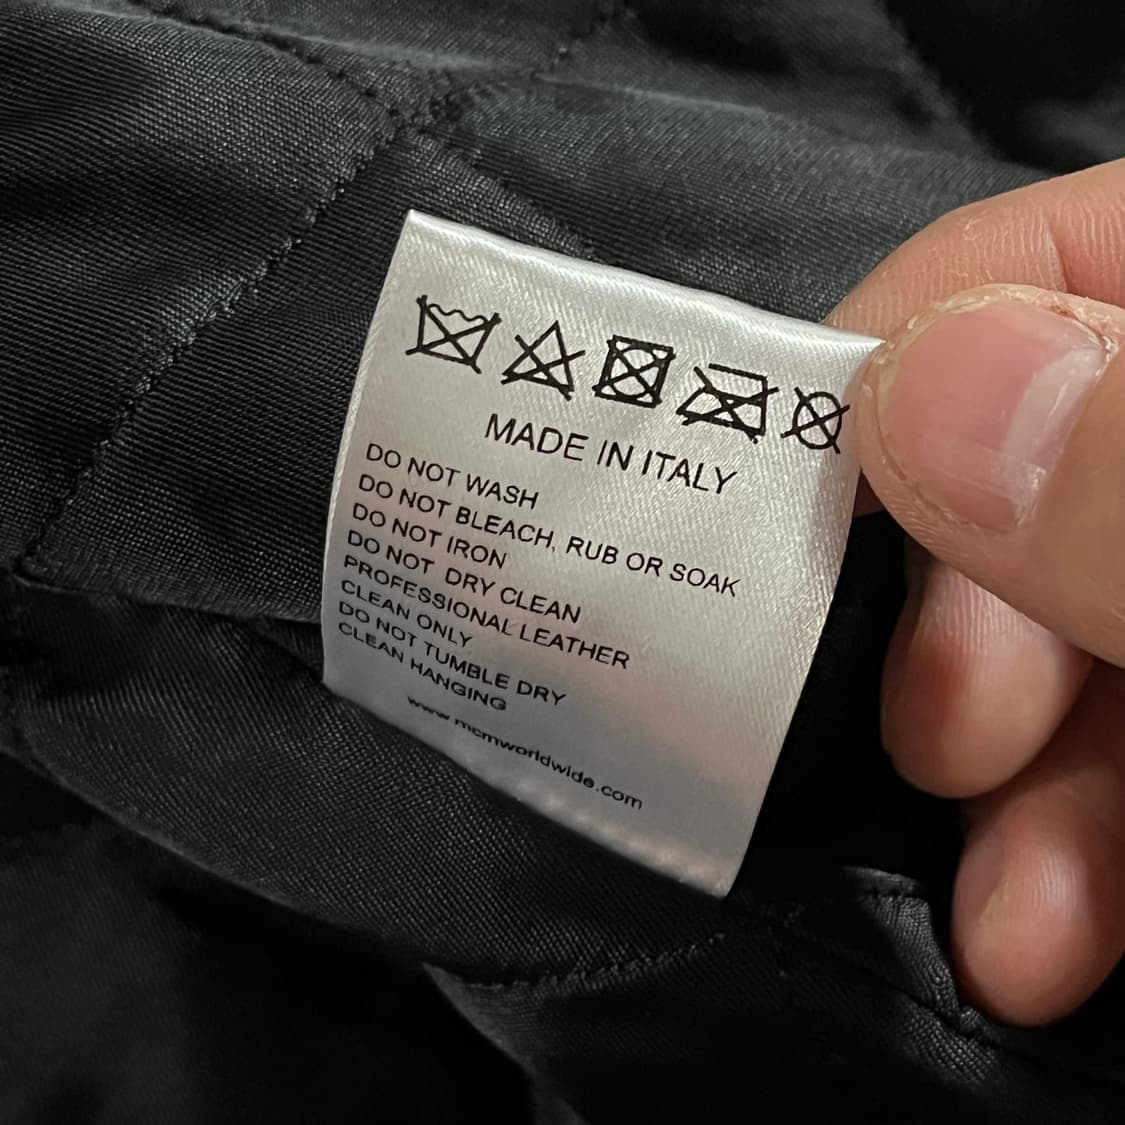 MADE IN ITALY
DO NOT WASH
DO NOT BLEACH, RUB OR SOAK
DO NOT IRON
DO NOT DRY CLEAN
PROFESSIONAL LEATHER
CLEAN ONLY
DO NOT TUMBLE DRY
CLEAN HANGING
www.mcmworldwide.com